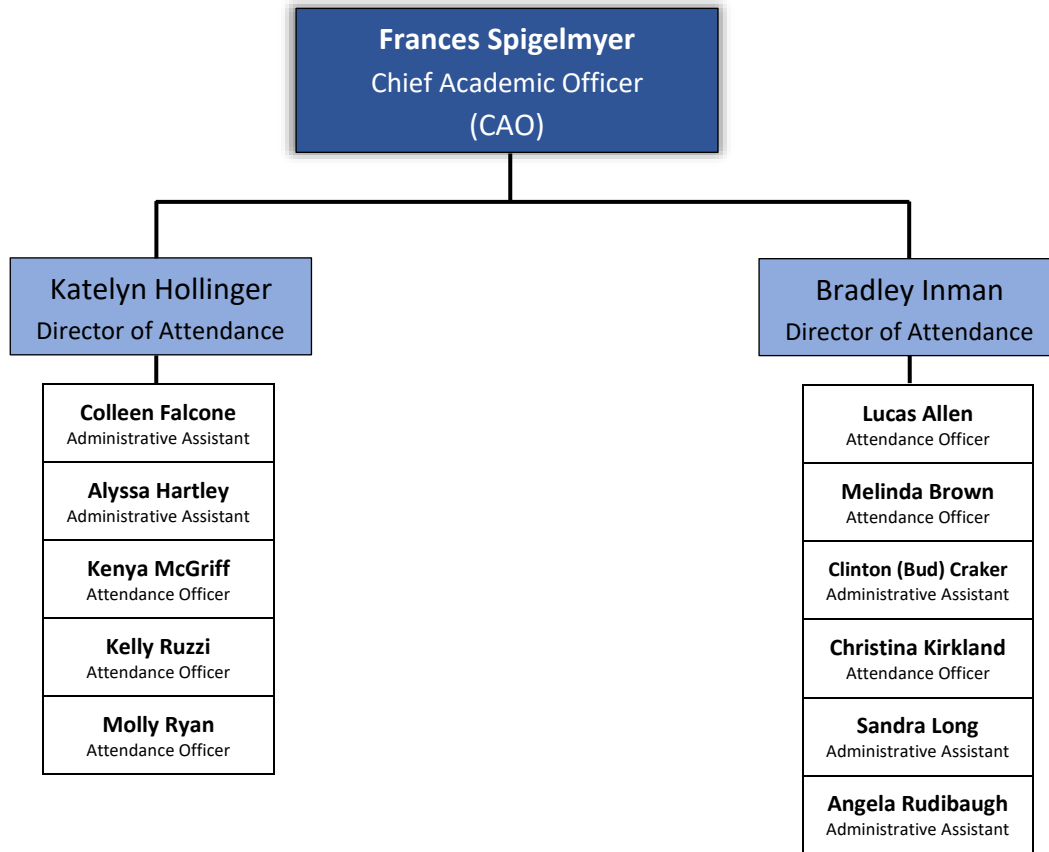 Frances Spigelmyer
Chief Academic Officer
(CAO)
Katelyn Hollinger
Director of Attendance
Colleen Falcone
Administrative Assistant
Alyssa Hartley
Administrative Assistant
Kenya McGriff
Attendance Officer
Kelly Ruzzi
Attendance Officer
Molly Ryan
Attendance Officer
Bradley Inman
Director of Attendance
Lucas Allen
Attendance Officer
Melinda Brown
Attendance Officer
Clinton (Bud) Craker
Administrative Assistant
Christina Kirkland
Attendance Officer
Sandra Long
Administrative Assistant
Angela Rudibaugh
Administrative Assistant